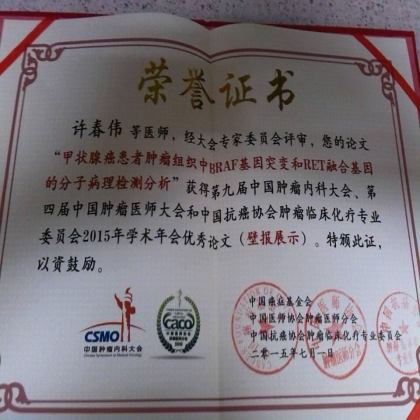 荣誉证书
许春伟 等医师,经大会专家委员会评审,您的论文
“甲状腺癌患者肿瘤组织中BRAF基因突变和RET融合基因
的分子病理检测分析”获得第九届中国肿瘤内科大会、第
四届中国肿瘤医师大会和中国抗癌协会肿瘤临床化疗专业
委员会2015年学术年会优秀论文(壁报展示)。特颁此证,
以资鼓励。
CSMO
中国肿瘤内科大会
CACO
中国癌症基金会
中国医师协会肿瘤医师分会
中国抗癌协会肿瘤临床化疗专业委员会
二〇一五年七月一日